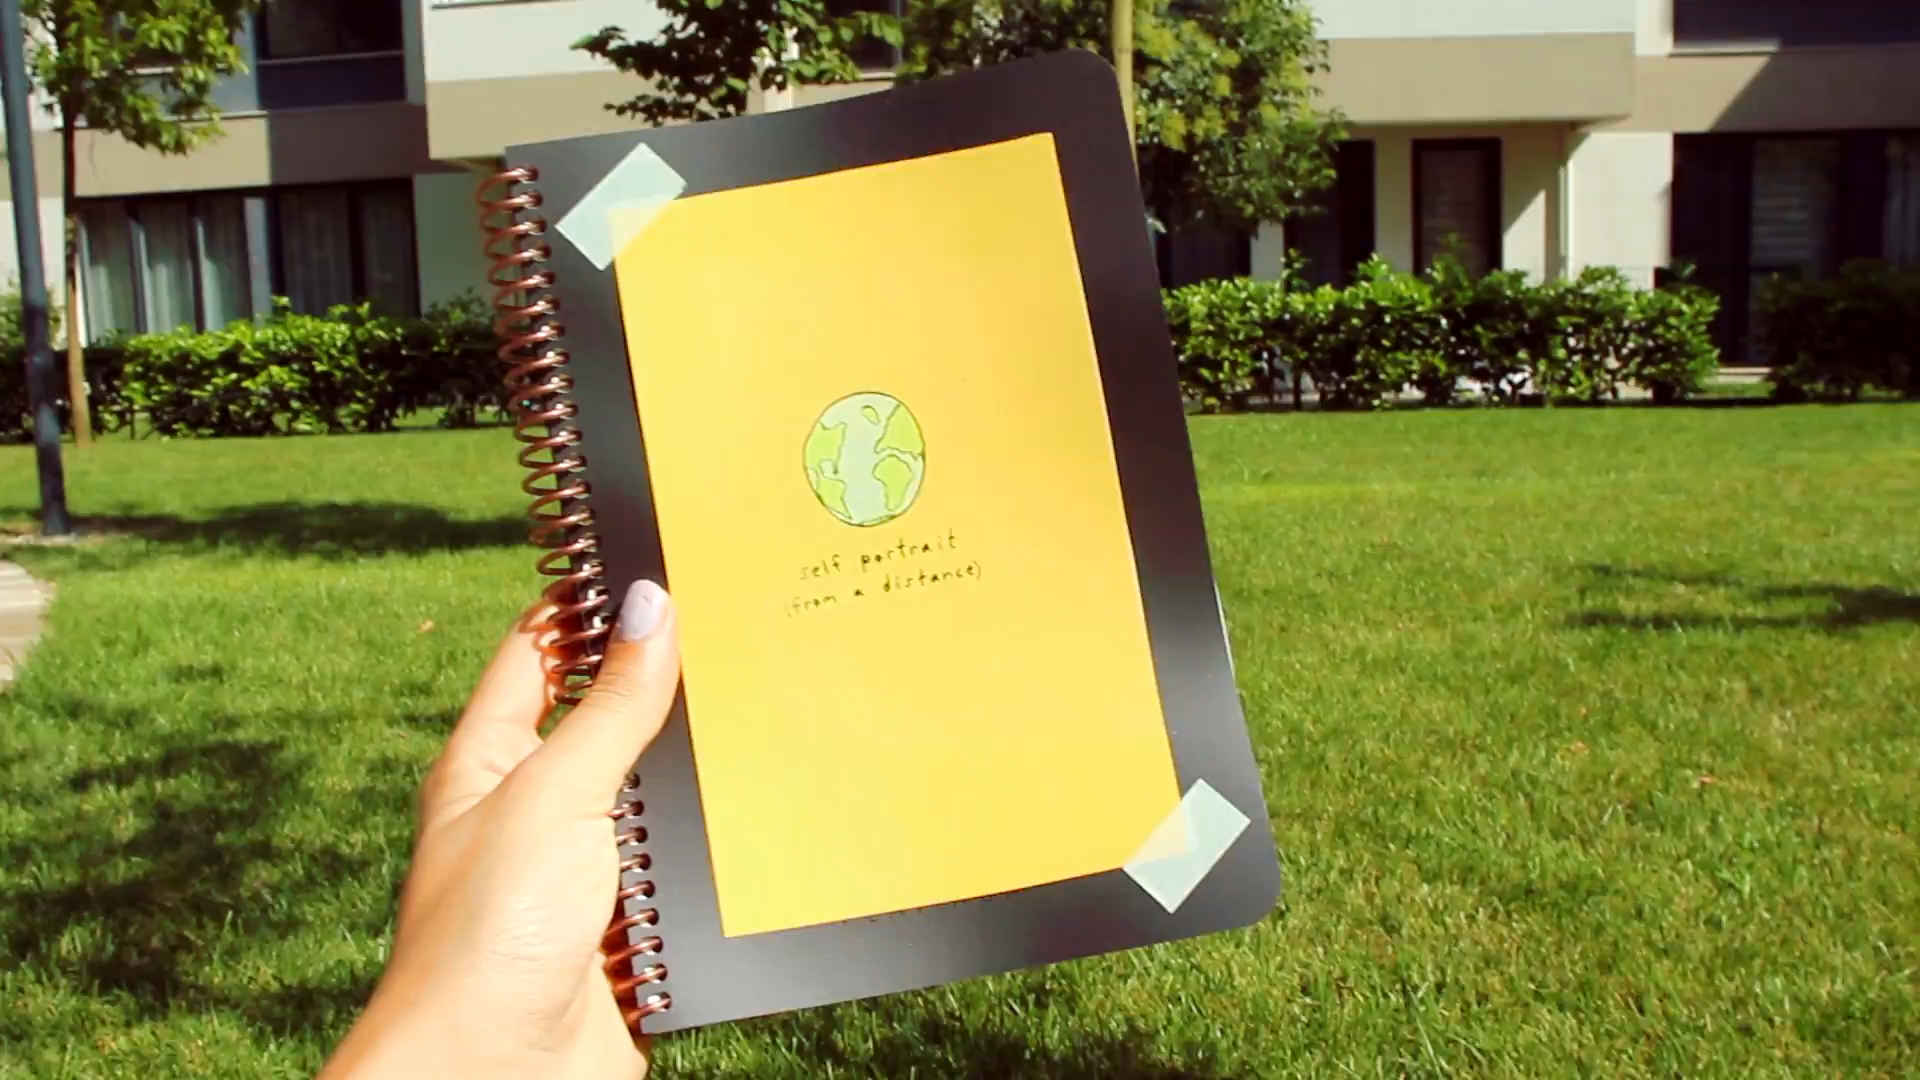 self portrait
(from a distance)